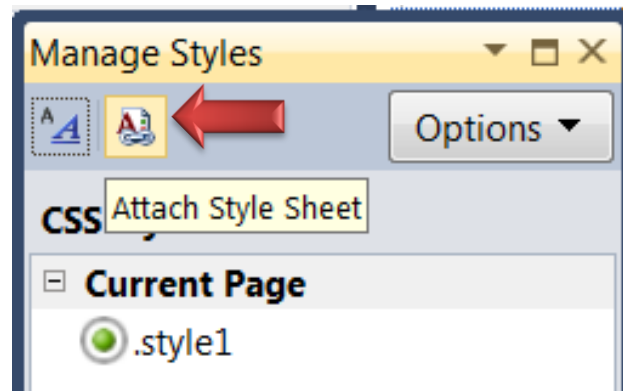 Manage Styles
Options
Attach Style Sheet
CSS
Current Page
.style1